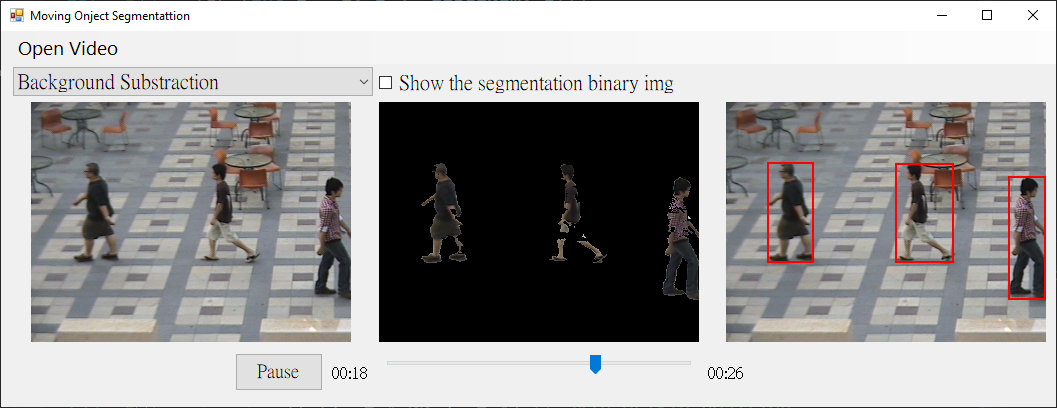 Moving Onject Segmentattion
Open Video
Background Substraction
Show the segmentation binary img
Pause 00:18 00:26